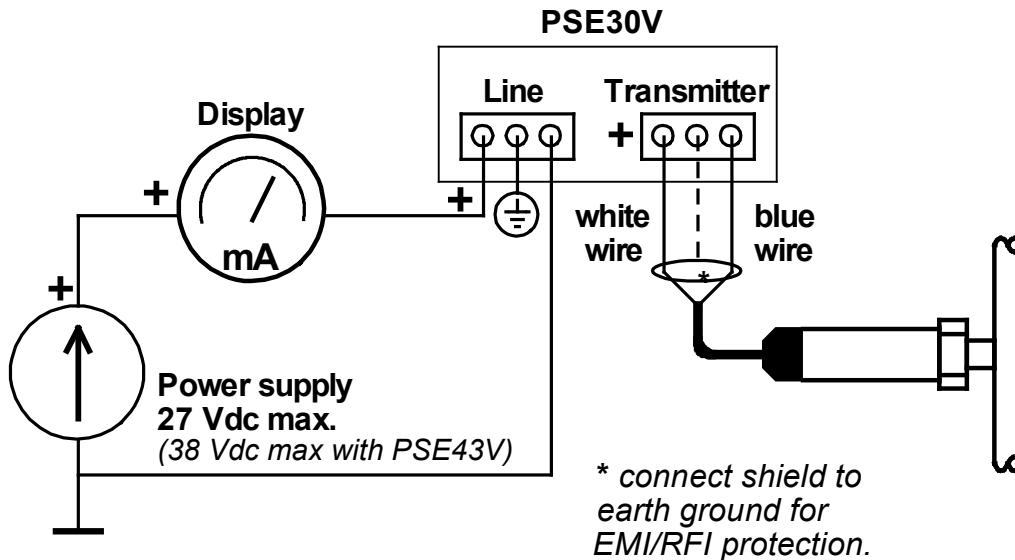 PSE30V
Line
Transmitter
Display
+
+
+
white
wire
blue
wire
mA
*
+
Power supply
27 Vdc max.
(38 Vdc max with PSE43V)
* connect shield to
earth ground for
EMI/RFI protection.